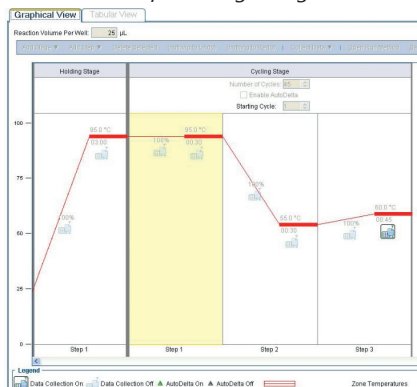 Graphical View Tabular View
Reaction Volume Per Well: 25 µL
Holding Stage Cycling Stage
Number of Cycles:
Enable AutoDelta
Starting Cycle:
100
95.0 °C 95.0 °C
03:00 100% 00:30
75
100%
60.0 °C
100% 55.0 °C 00:45
50 00:30 100%
25
0
Step 1 Step 1 Step 2 Step 3
Legend
Data Collection On Data Collection Off AutoDelta On AutoDelta Off Zone Temperatures